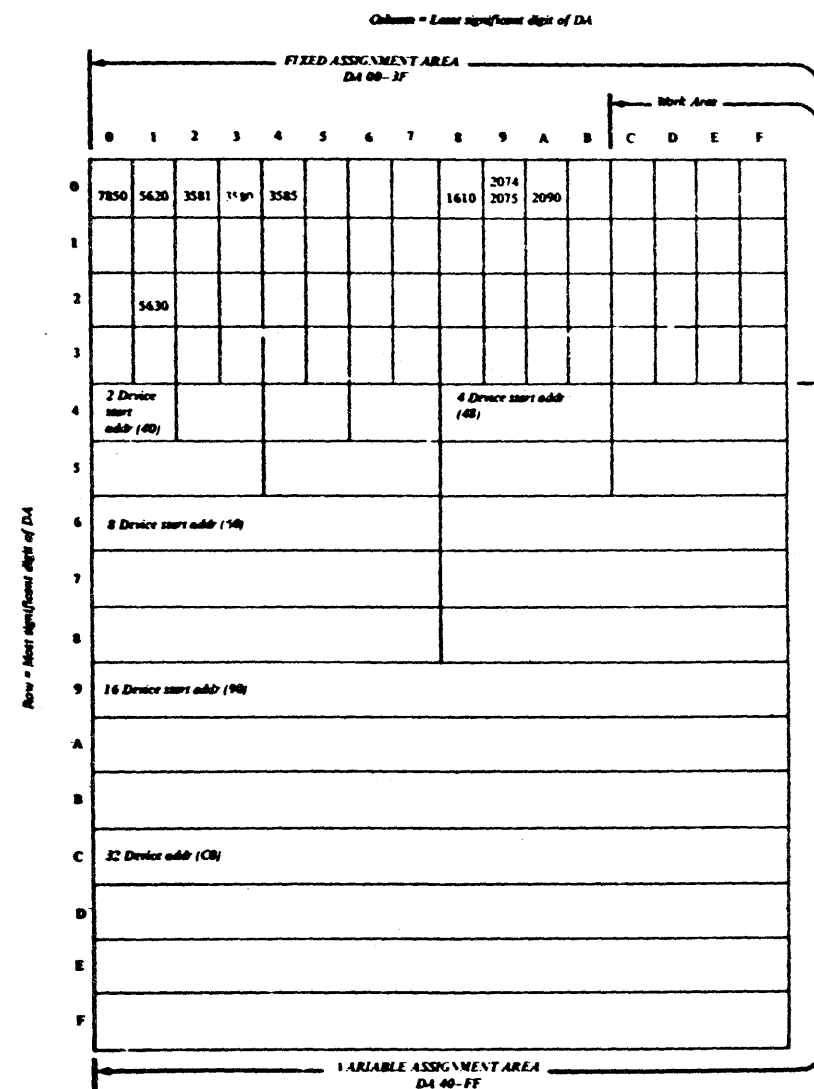 Column = Least significant digit of DA
FIXED ASSIGNMENT AREA
DA 00-3F
Work Area
0 1 2 3 4 5 6 7 8 9 A B C D E F
0
2074
7850 5620 3581 3585 1610 2075 2090
1
2
5630
3
4
2 Device
start
addr (40)
4 Device start addr
(48)
5
Row = Most significant digit of DA
6
8 Device start addr (50)
7
8
9
16 Device start addr (90)
A
B
C
32 Device addr (C0)
D
E
F
VARIABLE ASSIGNMENT AREA
DA 40-FF